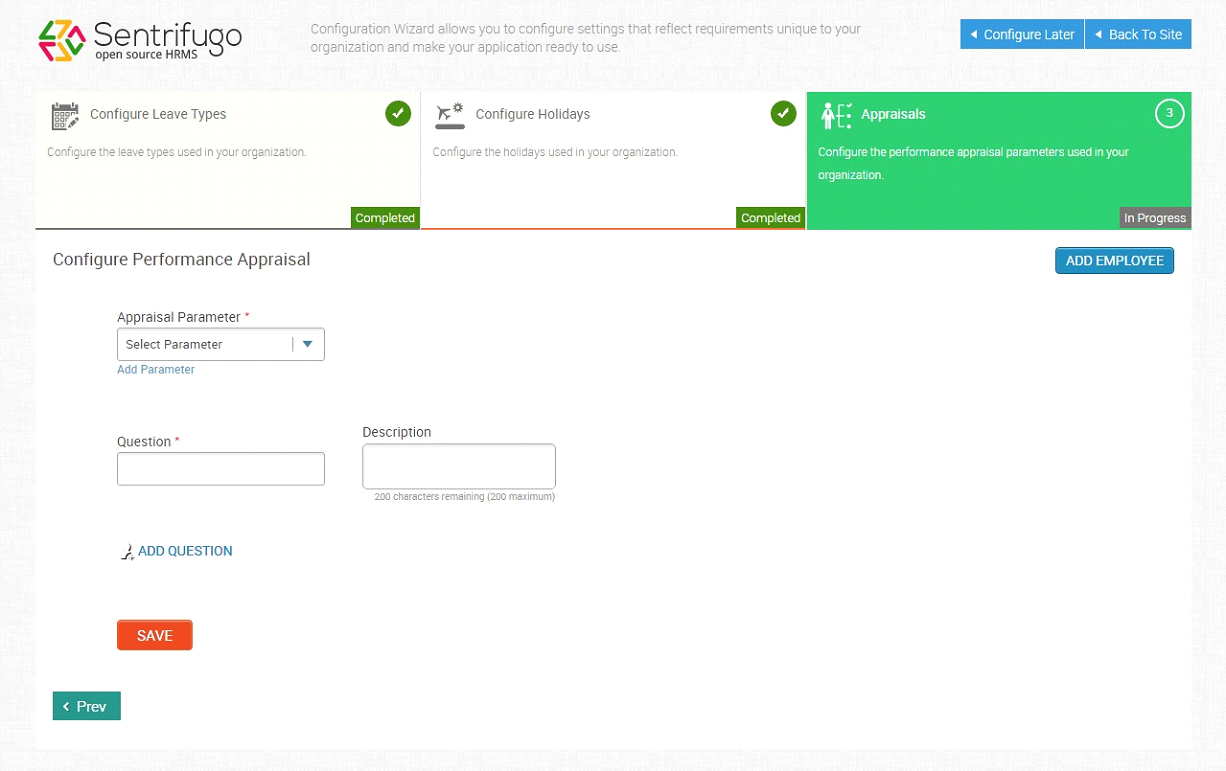 Sentrifugo
open source HRMS
Configuration Wizard allows you to configure settings that reflect requirements unique to your
organization and make your application ready to use.
Configure Later
Back To Site
Configure Leave Types
Configure the leave types used in your organization.
Completed
Configure Holidays
Configure the holidays used in your organization.
Completed
Appraisals
3
Configure the performance appraisal parameters used in your
organization.
In Progress
Configure Performance Appraisal
ADD EMPLOYEE
Appraisal Parameter *
Select Parameter
Add Parameter
Question *
Description
200 characters remaining (200 maximum)
ADD QUESTION
SAVE
Prev